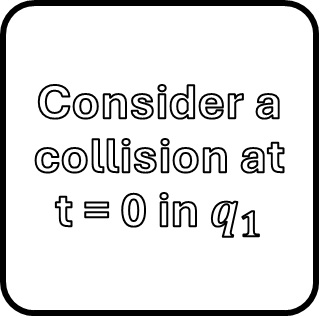 Consider a
collision at
t = 0 in q₁